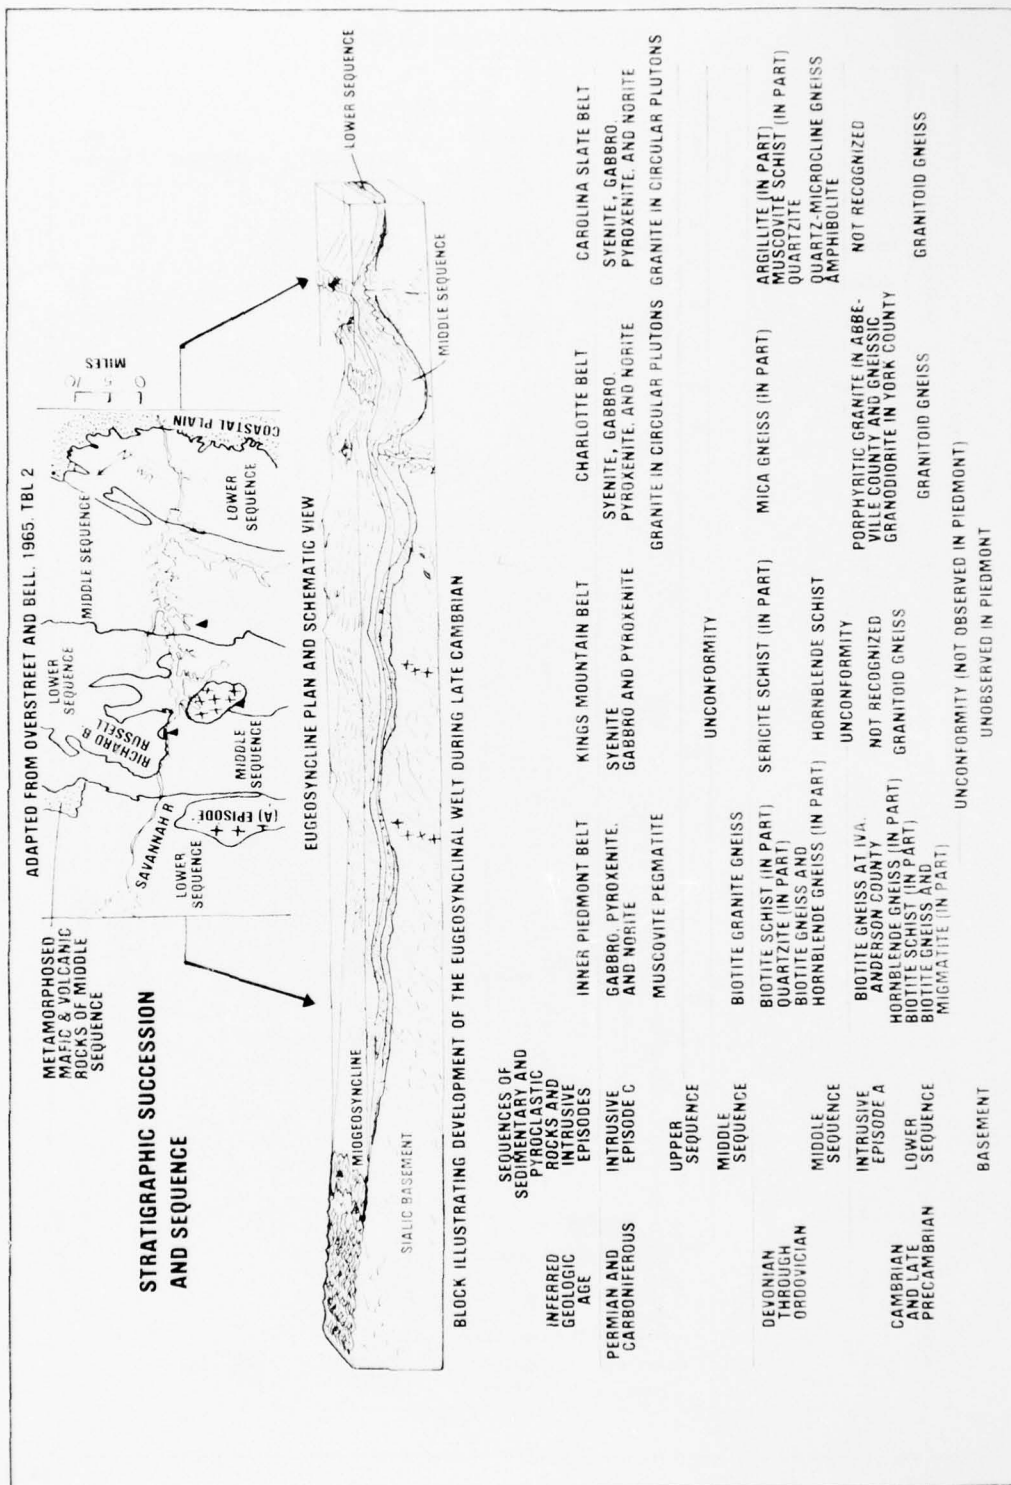 ADAPTED FROM OVERSTREET AND BELL, 1965, TBL 2
METAMORPHOSED
MAFIC & VOLCANIC
ROCKS OF MIDDLE
SEQUENCE
STRATIGRAPHIC SUCCESSION
AND SEQUENCE
SAVANNAH R
LOWER
SEQUENCE
(A) EPISODE
RICHARD B.
RUSSELL
LOWER
SEQUENCE
MIDDLE
SEQUENCE
MIDDLE SEQUENCE
LOWER
SEQUENCE
COASTAL PLAIN
0 5 10
MILES
EUGEOSYNCLINE PLAN AND SCHEMATIC VIEW
MIOGEOSYNCLINE
SIALIC BASEMENT
MIDDLE SEQUENCE
LOWER SEQUENCE
BLOCK ILLUSTRATING DEVELOPMENT OF THE EUGEOSYNCLINAL WELT DURING LATE CAMBRIAN
INFERRED
GEOLOGIC
AGE
SEQUENCES OF
SEDIMENTARY AND
PYROCLASTIC
ROCKS AND
INTRUSIVE
EPISODES
INNER PIEDMONT BELT
KINGS MOUNTAIN BELT
CHARLOTTE BELT
CAROLINA SLATE BELT
PERMIAN AND
CARBONIFEROUS
INTRUSIVE
EPISODE C
GABBRO, PYROXENITE,
AND NORITE
SYENITE
GABBRO AND PYROXENITE
SYENITE, GABBRO,
PYROXENITE, AND NORITE
SYENITE, GABBRO,
PYROXENITE, AND NORITE
MUSCOVITE PEGMATITE
GRANITE IN CIRCULAR PLUTONS
GRANITE IN CIRCULAR PLUTONS
UPPER
SEQUENCE
UNCONFORMITY
MIDDLE
SEQUENCE
BIOTITE GRANITE GNEISS
DEVONIAN
THROUGH
ORDOVICIAN
MIDDLE
SEQUENCE
BIOTITE SCHIST (IN PART)
QUARTZITE (IN PART)
BIOTITE GNEISS AND
HORNBLENDE GNEISS (IN PART)
SERICITE SCHIST (IN PART)
HORNBLENDE SCHIST
MICA GNEISS (IN PART)
ARGILLITE (IN PART)
MUSCOVITE SCHIST (IN PART)
QUARTZITE
QUARTZ-MICROCLINE GNEISS
AMPHIBOLITE
UNCONFORMITY
INTRUSIVE
EPISODE A
BIOTITE GNEISS AT IVA,
ANDERSON COUNTY
NOT RECOGNIZED
PORPHYRITIC GRANITE IN ABBE-
VILLE COUNTY AND GNEISSIC
GRANODIORITE IN YORK COUNTY
NOT RECOGNIZED
CAMBRIAN
AND LATE
PRECAMBRIAN
LOWER
SEQUENCE
HORNBLENDE GNEISS (IN PART)
BIOTITE SCHIST (IN PART)
BIOTITE GNEISS AND
MIGMATITE (IN PART)
GRANITOID GNEISS
GRANITOID GNEISS
GRANITOID GNEISS
UNCONFORMITY (NOT OBSERVED IN PIEDMONT)
BASEMENT
UNOBSERVED IN PIEDMONT